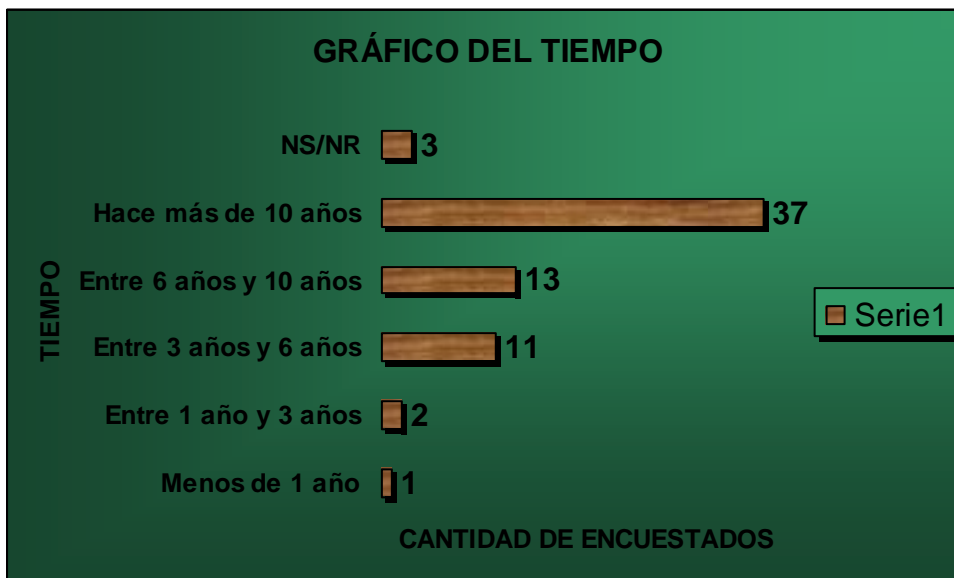 GRÁFICO DEL TIEMPO
NS/NR 3
Hace más de 10 años 37
Entre 6 años y 10 años 13
Entre 3 años y 6 años 11
Entre 1 año y 3 años 2
Menos de 1 año 1
TIEMPO
CANTIDAD DE ENCUESTADOS
Serie1